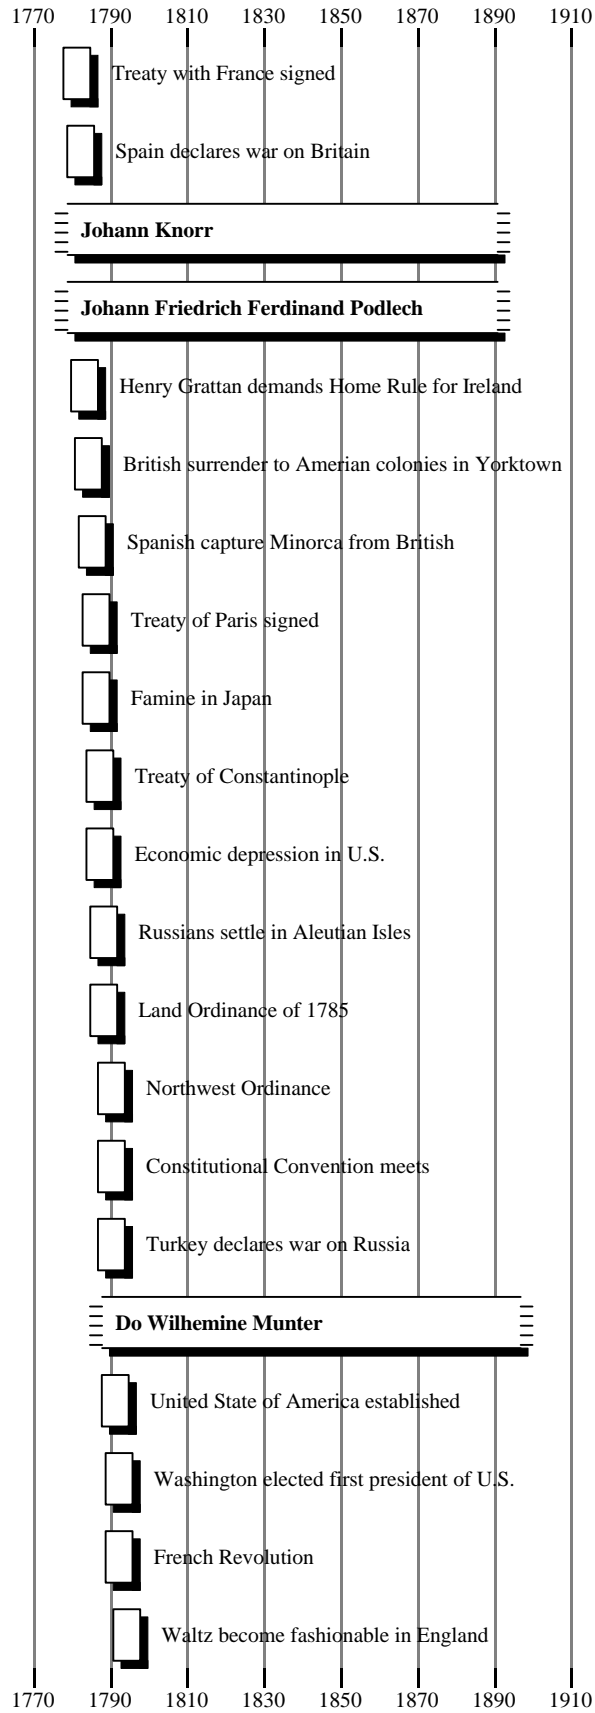 1770 1790 1810 1830 1850 1870 1890 1910
Treaty with France signed
Spain declares war on Britain
Johann Knorr
Johann Friedrich Ferdinand Podlech
Henry Grattan demands Home Rule for Ireland
British surrender to Amerian colonies in Yorktown
Spanish capture Minorca from British
Treaty of Paris signed
Famine in Japan
Treaty of Constantinople
Economic depression in U.S.
Russians settle in Aleutian Isles
Land Ordinance of 1785
Northwest Ordinance
Constitutional Convention meets
Turkey declares war on Russia
Do Wilhemine Munter
United State of America established
Washington elected first president of U.S.
French Revolution
Waltz become fashionable in England
1770 1790 1810 1830 1850 1870 1890 1910